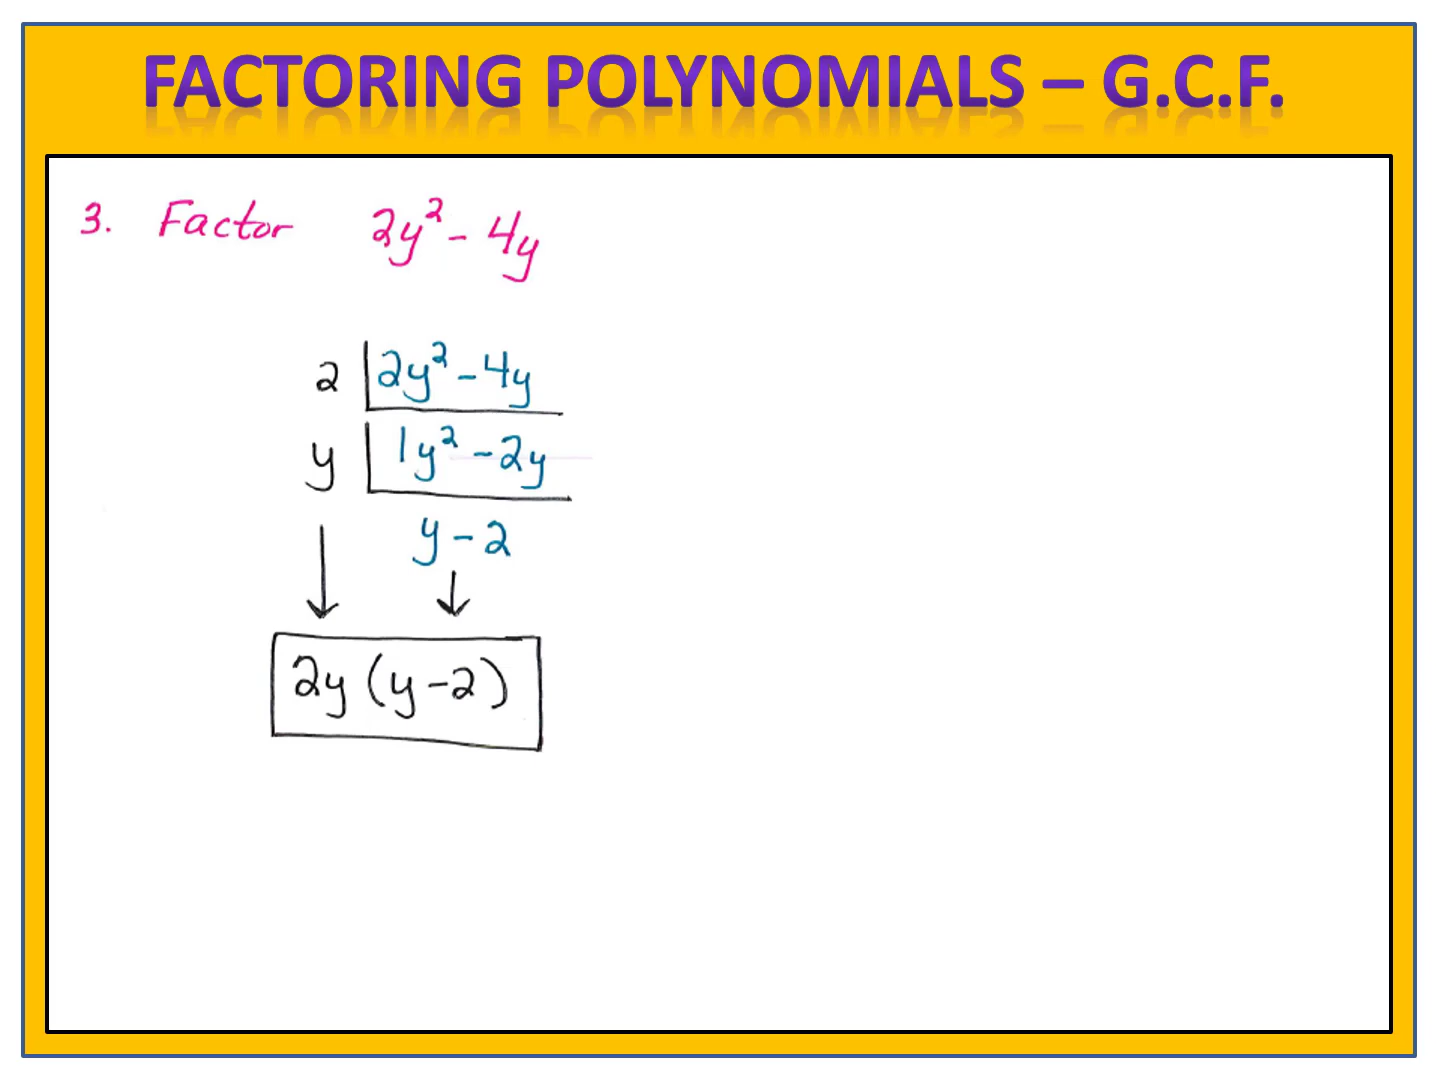 FACTORING POLYNOMIALS – G.C.F.
3. Factor 2y² - 4y
2 2y² - 4y
y 1y² - 2y
y - 2
2y (y - 2)